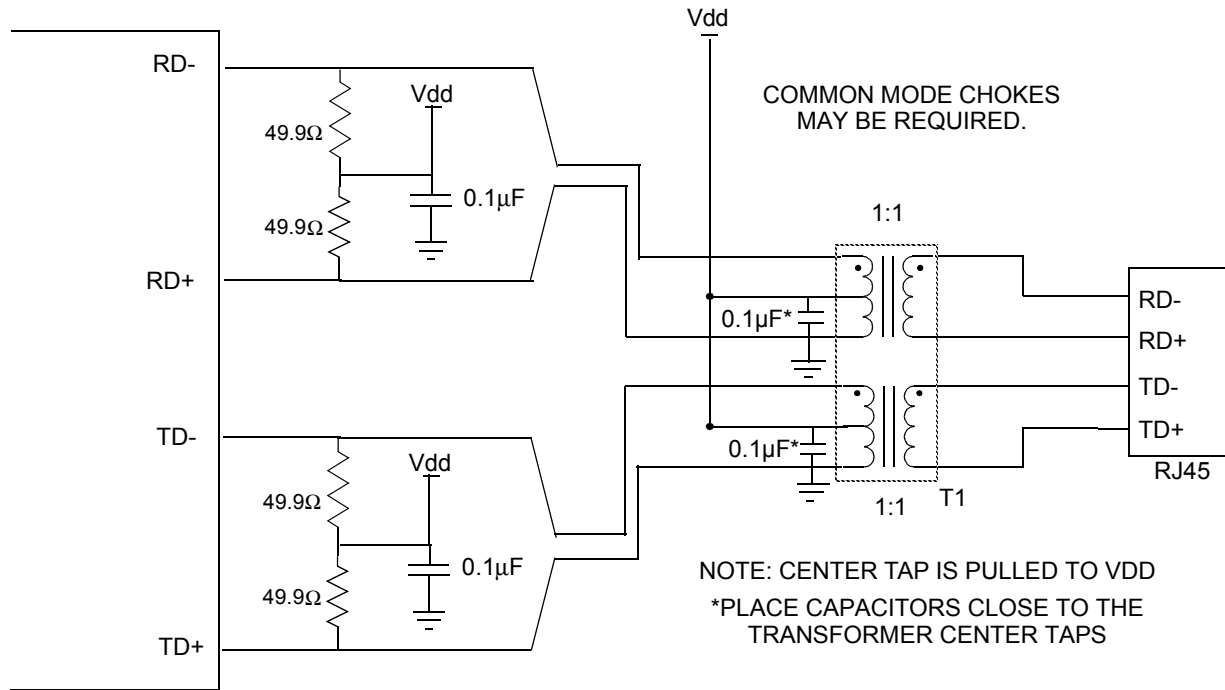 Vdd
RD-
Vdd
COMMON MODE CHOKES
MAY BE REQUIRED.
49.9Ω
0.1μF
49.9Ω
1:1
RD+
RD-
0.1µF*
RD+
TD-
TD-
Vdd
0.1µF*
TD+
RJ45
49.9Ω
1:1
T1
0.1μF
49.9Ω
NOTE: CENTER TAP IS PULLED TO VDD
*PLACE CAPACITORS CLOSE TO THE
TRANSFORMER CENTER TAPS
TD+